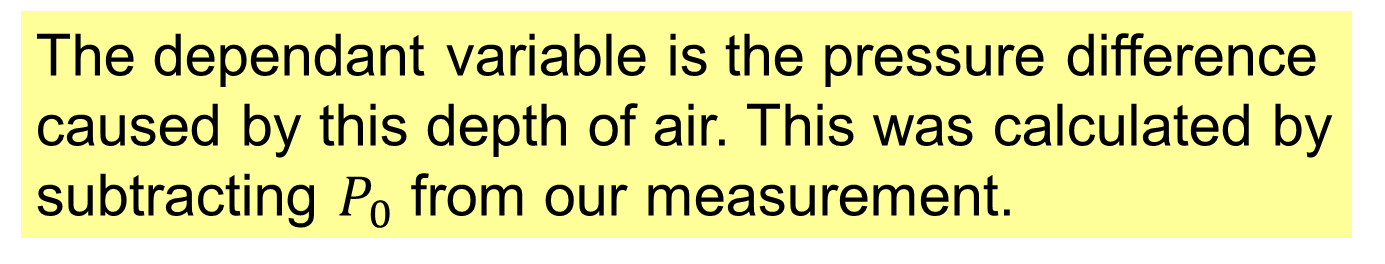 The dependant variable is the pressure difference
caused by this depth of air. This was calculated by
subtracting P₀ from our measurement.